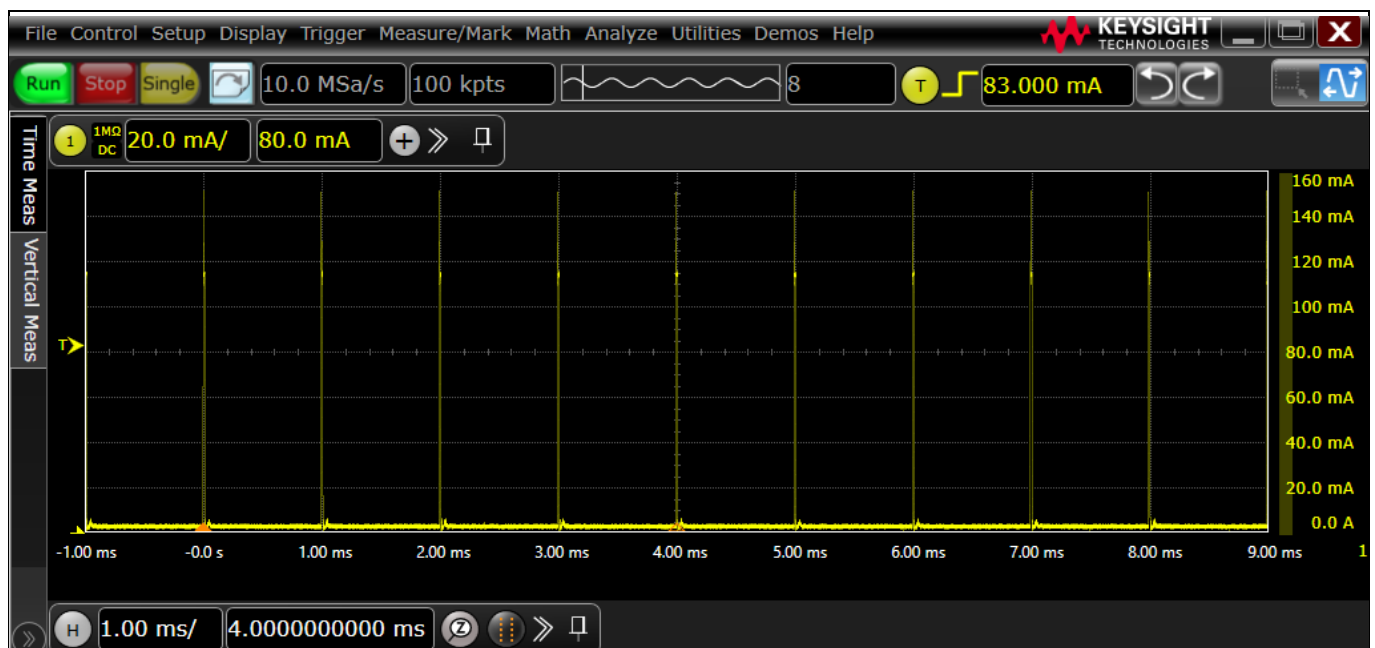 File Control Setup Display Trigger Measure/Mark Math Analyze Utilities Demos Help
KEYSIGHT
TECHNOLOGIES
X
Run Stop Single 10.0 MSa/s 100 kpts 8 T 83.000 mA
Time Meas
Vertical Meas
1 1MΩ DC 20.0 mA/ 80.0 mA +
160 mA
140 mA
120 mA
100 mA
T
80.0 mA
60.0 mA
40.0 mA
20.0 mA
0.0 A
-1.00 ms -0.0 s 1.00 ms 2.00 ms 3.00 ms 4.00 ms 5.00 ms 6.00 ms 7.00 ms 8.00 ms 9.00 ms 1
H 1.00 ms/ 4.0000000000 ms Z